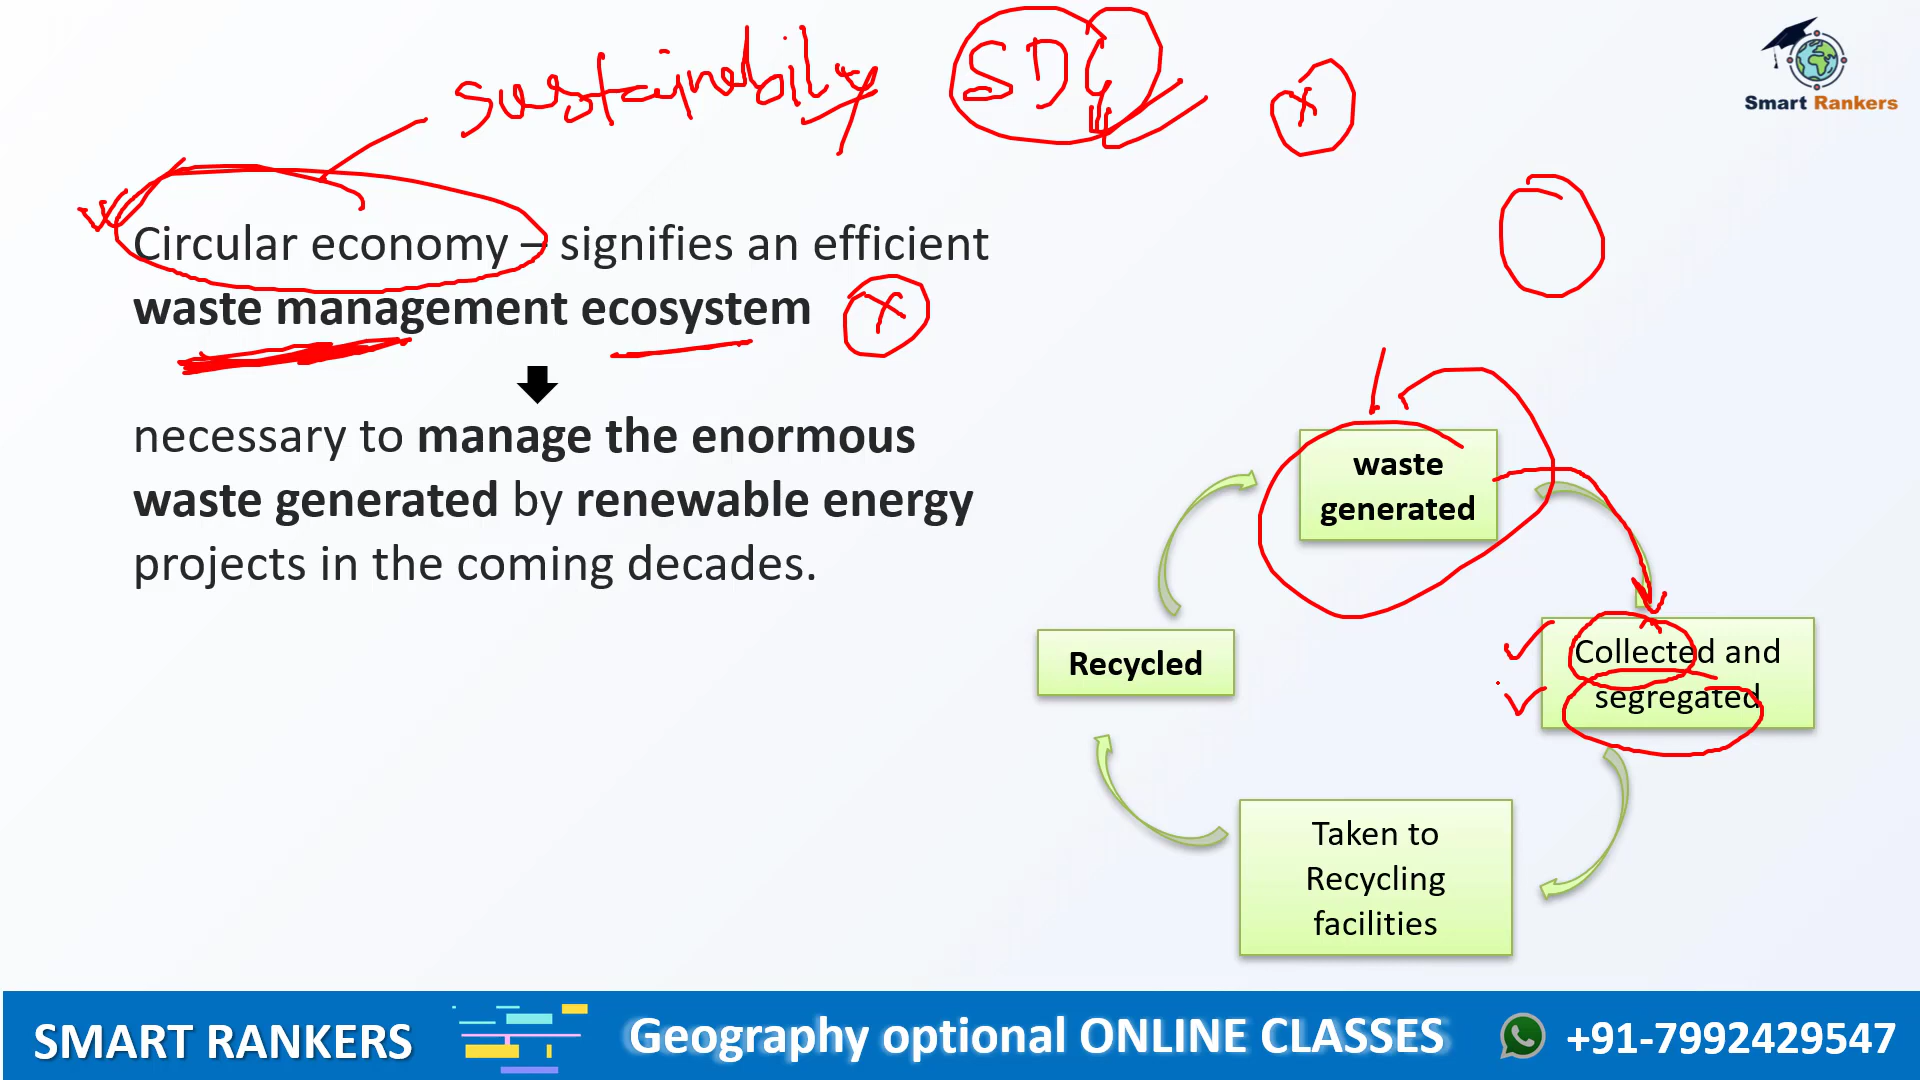 sustainability SDG
Smart Rankers
Circular economy – signifies an efficient
waste management ecosystem
necessary to manage the enormous
waste generated by renewable energy
projects in the coming decades.
waste
generated
Collected and
segregated
Taken to
Recycling
facilities
Recycled
SMART RANKERS
Geography optional ONLINE CLASSES
+91-7992429547